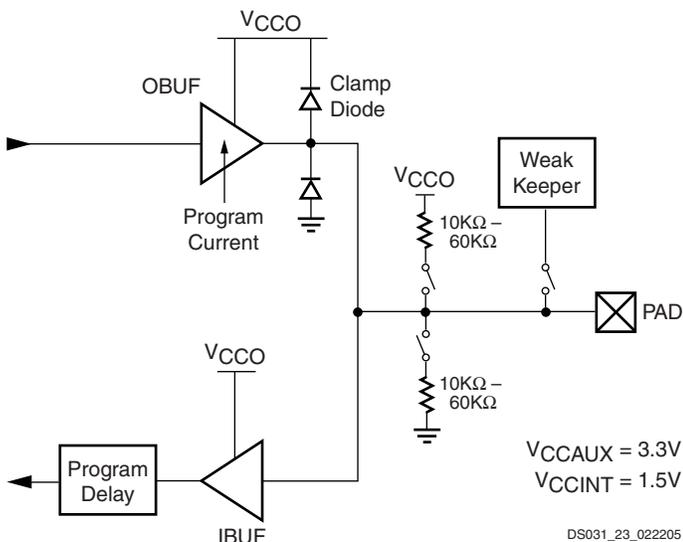 VCCO
OBUF
Clamp
Diode
Program
Current
VCCO
10KΩ –
60KΩ
Weak
Keeper
PAD
10KΩ –
60KΩ
VCCO
Program
Delay
IBUF
VCCAUX = 3.3V
VCCINT = 1.5V
DS031_23_022205